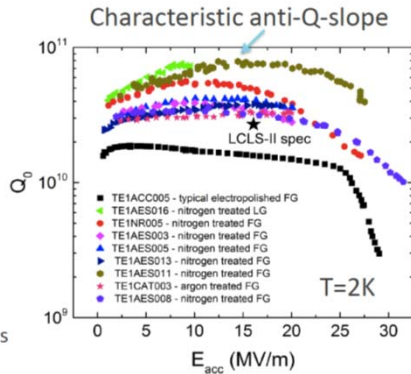 Characteristic anti-Q-slope
10¹¹
Q₀
LCLS-II spec
10¹⁰
TE1ACC005 - typical electropolished FG
TE1AES016 - nitrogen treated LG
TE1NR005 - nitrogen treated FG
TE1AES003 - nitrogen treated FG
TE1AES005 - nitrogen treated FG
TE1AES013 - nitrogen treated FG
TE1AES011 - nitrogen treated FG
TE1CAT003 - argon treated FG
TE1AES008 - nitrogen treated FG
T=2K
10⁹
s
0 5 10 15 20 25 30
E_acc (MV/m)